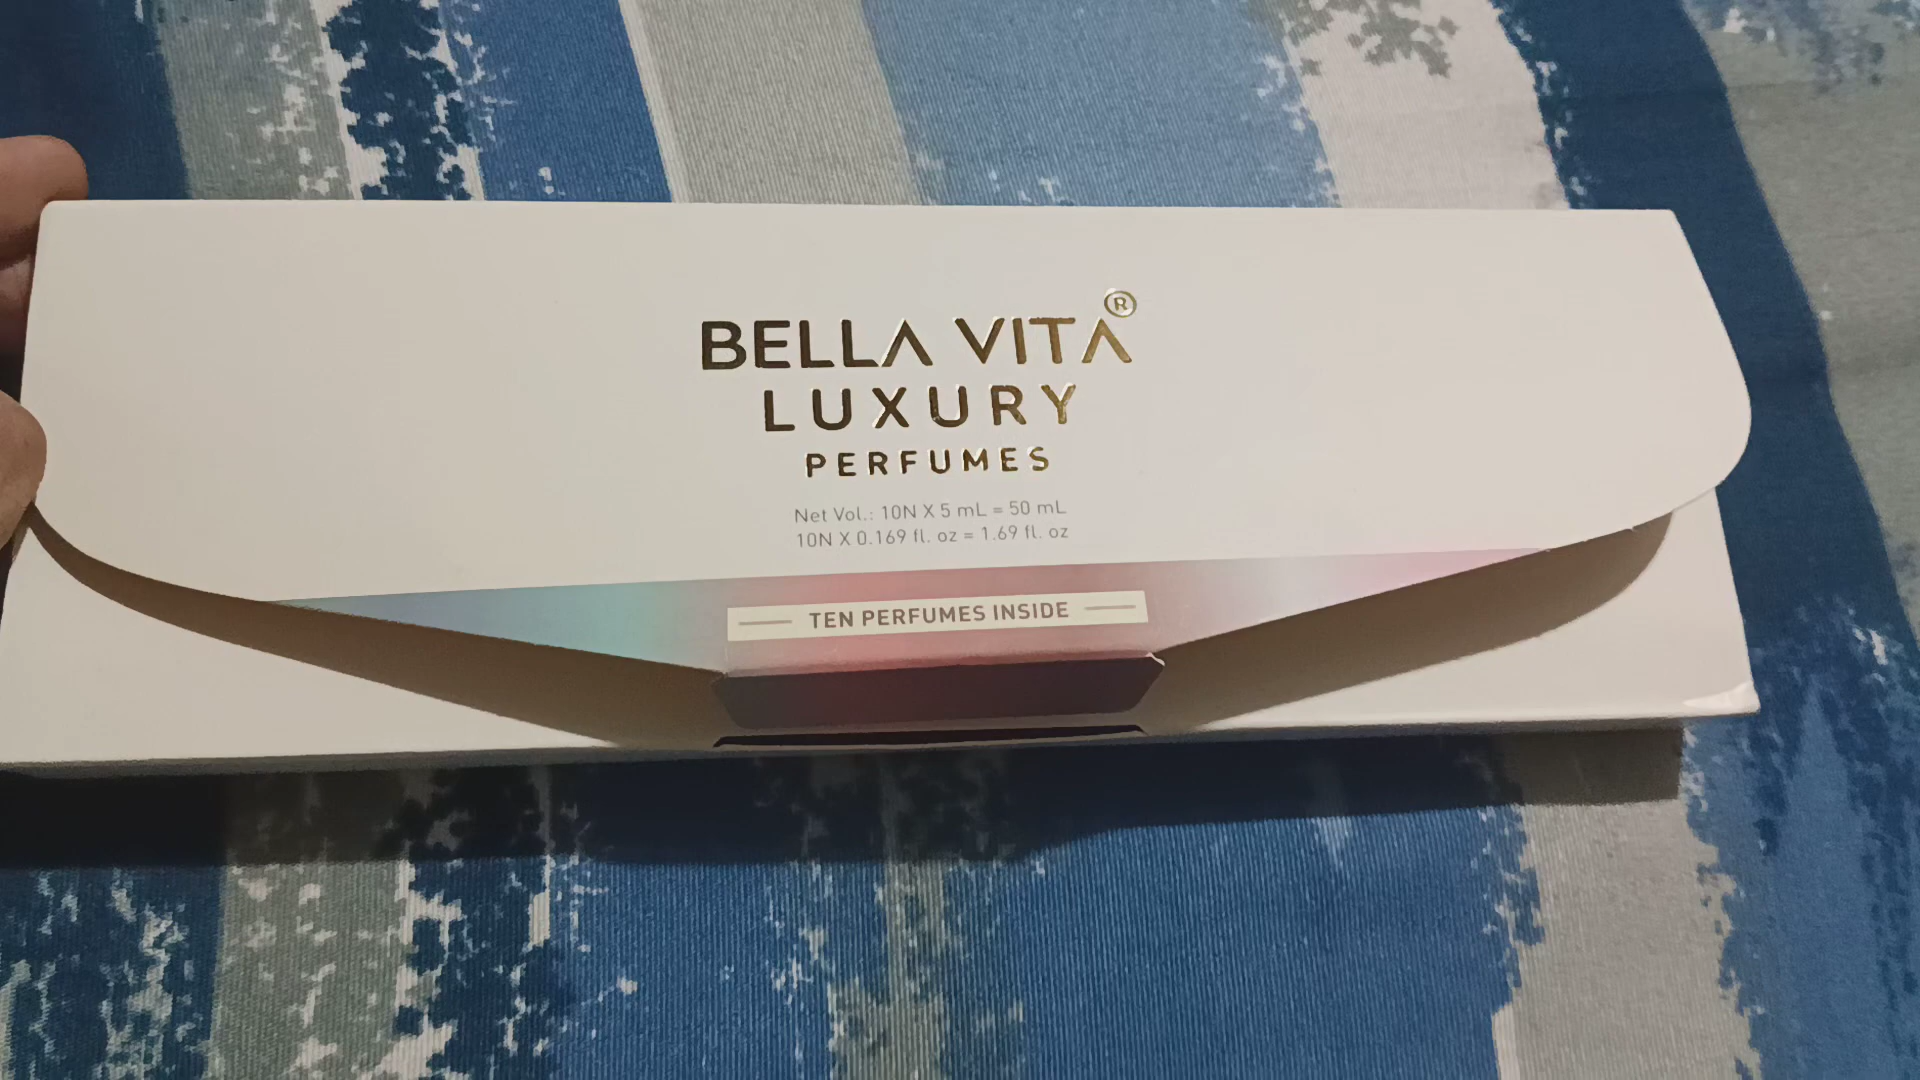 BELLA VITA®
LUXURY
PERFUMES
Net Vol.: 10N X 5 mL = 50 mL
10N X 0.169 fl. oz = 1.69 fl. oz
TEN PERFUMES INSIDE